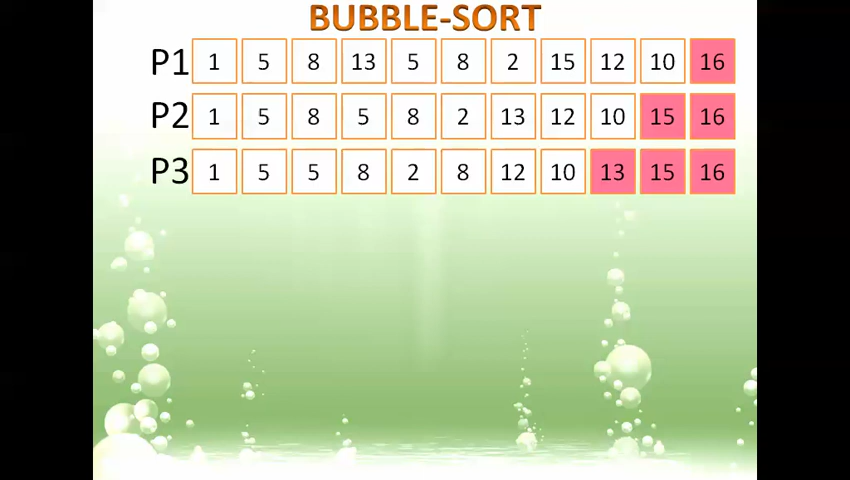 BUBBLE-SORT
P1 1 5 8 13 5 8 2 15 12 10 16
P2 1 5 8 5 8 2 13 12 10 15 16
P3 1 5 5 8 2 8 12 10 13 15 16